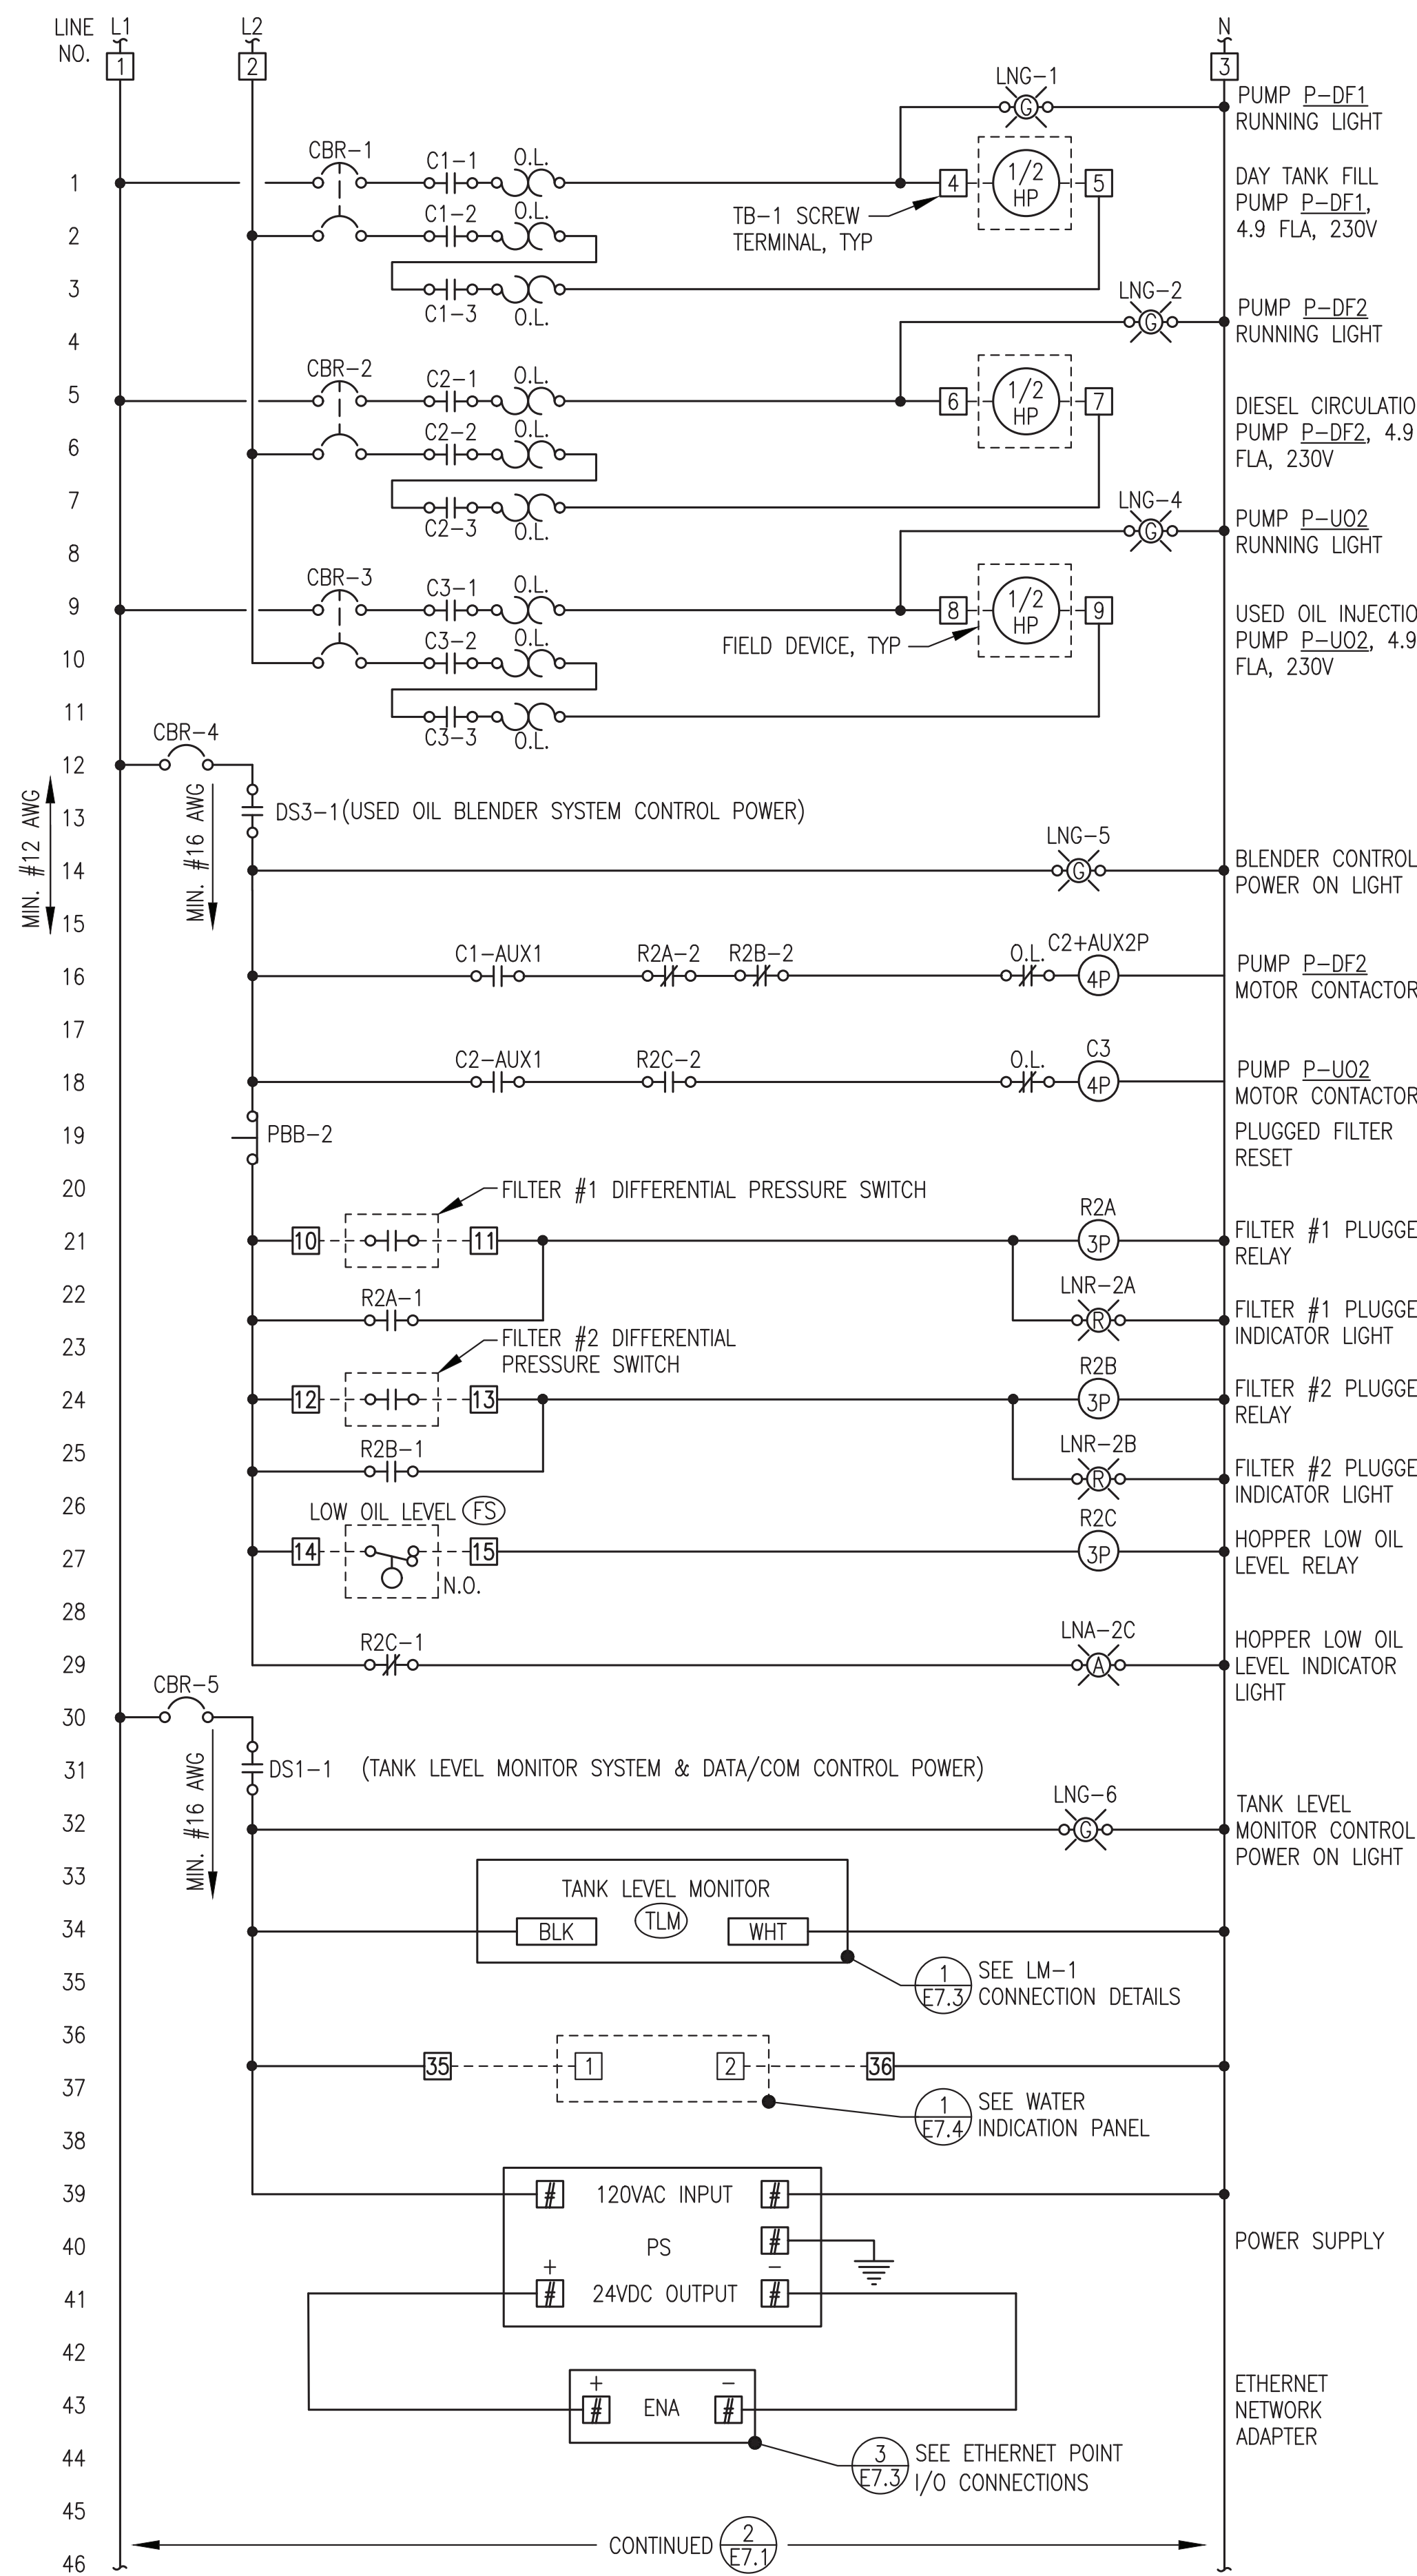 LINE
NO.
L1
L2
N
1
2
3
LNG-1
G
PUMP P-DF1
RUNNING LIGHT
CBR-1
C1-1
O.L.
1
4
1/2
HP
5
DAY TANK FILL
PUMP P-DF1,
4.9 FLA, 230V
C1-2
O.L.
TB-1 SCREW
TERMINAL, TYP
2
3
C1-3
O.L.
LNG-2
G
PUMP P-DF2
RUNNING LIGHT
4
CBR-2
C2-1
O.L.
5
6
1/2
HP
7
DIESEL CIRCULATIO
PUMP P-DF2, 4.9
FLA, 230V
C2-2
O.L.
6
7
C2-3
O.L.
LNG-4
G
PUMP P-UO2
RUNNING LIGHT
8
CBR-3
C3-1
O.L.
9
8
1/2
HP
9
USED OIL INJECTIO
PUMP P-UO2, 4.9
FLA, 230V
C3-2
O.L.
FIELD DEVICE, TYP
10
11
C3-3
O.L.
CBR-4
12
MIN. #12 AWG
MIN. #16 AWG
13
DS3-1(USED OIL BLENDER SYSTEM CONTROL POWER)
LNG-5
G
14
BLENDER CONTROL
POWER ON LIGHT
15
C1-AUX1
R2A-2
R2B-2
O.L.
C2+AUX2P
4P
16
PUMP P-DF2
MOTOR CONTACTOR
17
C2-AUX1
R2C-2
O.L.
C3
4P
18
PUMP P-UO2
MOTOR CONTACTOR
19
PBB-2
PLUGGED FILTER
RESET
20
FILTER #1 DIFFERENTIAL PRESSURE SWITCH
21
10
11
R2A
3P
FILTER #1 PLUGGE
RELAY
22
R2A-1
LNR-2A
R
FILTER #1 PLUGGE
INDICATOR LIGHT
23
FILTER #2 DIFFERENTIAL
PRESSURE SWITCH
24
12
13
R2B
3P
FILTER #2 PLUGGE
RELAY
25
R2B-1
LNR-2B
R
FILTER #2 PLUGGE
INDICATOR LIGHT
26
LOW OIL LEVEL FS
27
14
15
N.O.
R2C
3P
HOPPER LOW OIL
LEVEL RELAY
28
R2C-1
LNA-2C
A
29
HOPPER LOW OIL
LEVEL INDICATOR
LIGHT
CBR-5
30
MIN. #16 AWG
31
DS1-1 (TANK LEVEL MONITOR SYSTEM & DATA/COM CONTROL POWER)
LNG-6
G
32
TANK LEVEL
MONITOR CONTROL
POWER ON LIGHT
33
TANK LEVEL MONITOR
34
BLK
TLM
WHT
35
1
E7.3
SEE LM-1
CONNECTION DETAILS
36
35
1
2
36
37
1
E7.4
SEE WATER
INDICATION PANEL
38
39
#
120VAC INPUT
#
40
PS
#
POWER SUPPLY
41
+
#
24VDC OUTPUT
-
#
42
43
+
#
ENA
-
#
ETHERNET
NETWORK
ADAPTER
44
3
E7.3
SEE ETHERNET POINT
I/O CONNECTIONS
45
CONTINUED
2
E7.1
46